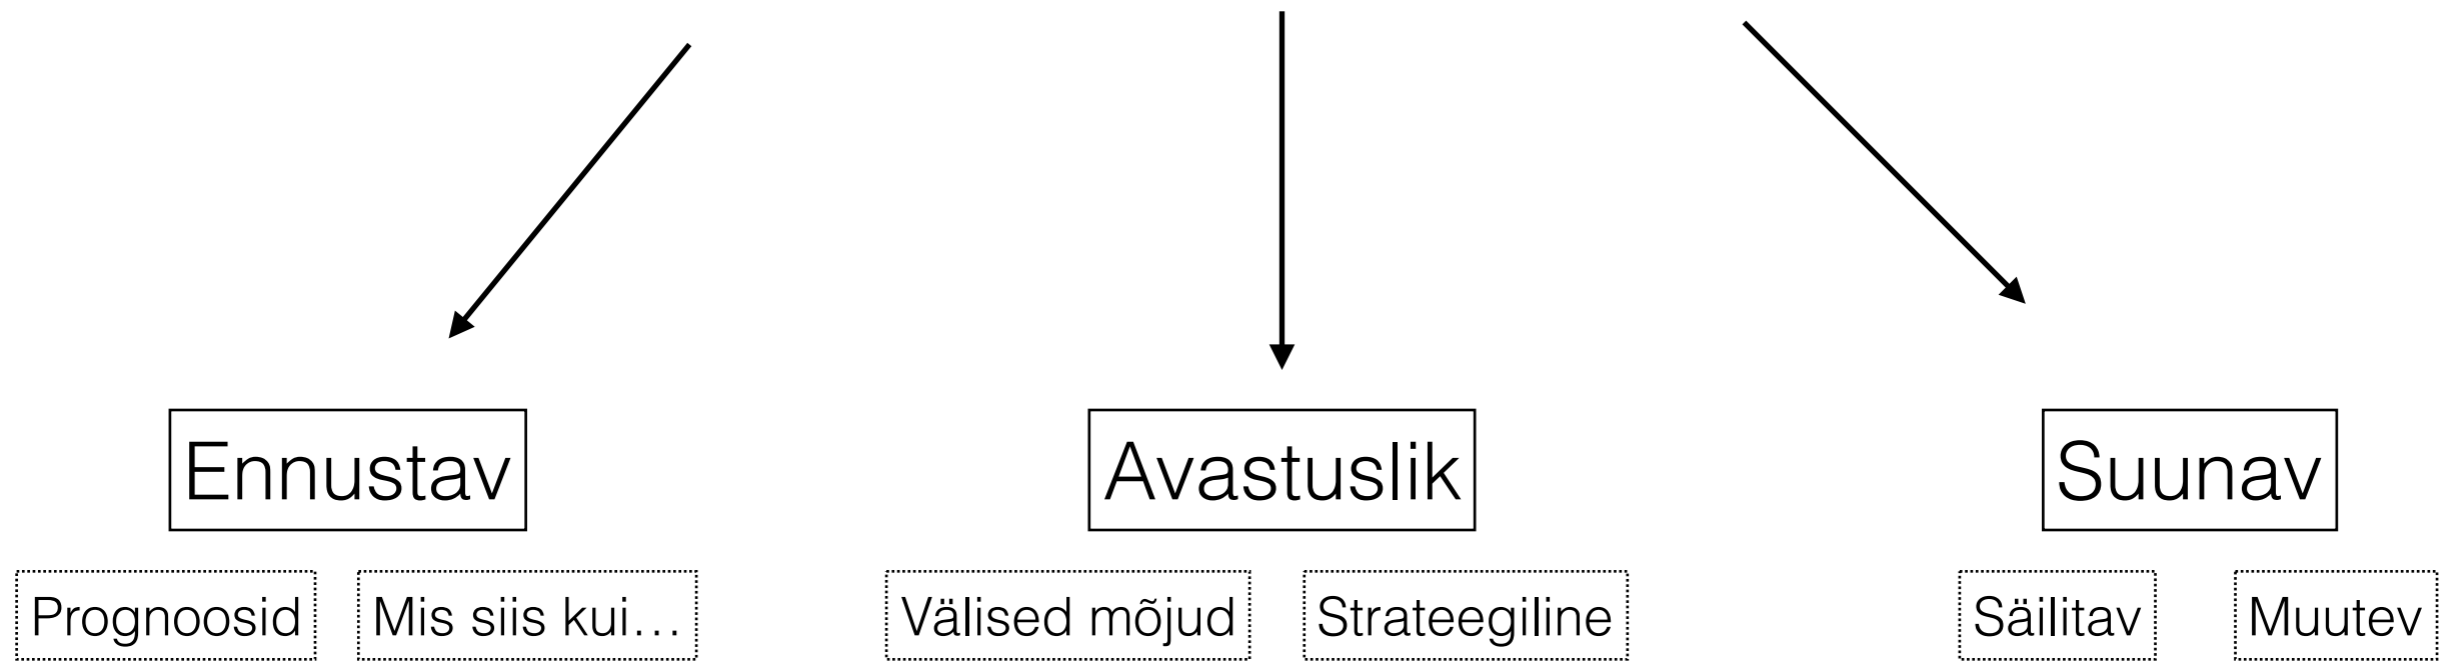 Ennustav
Avastuslik
Suunav
Prognoosid
Mis siis kui…
Välised mõjud
Strateegiline
Säilitav
Muutev